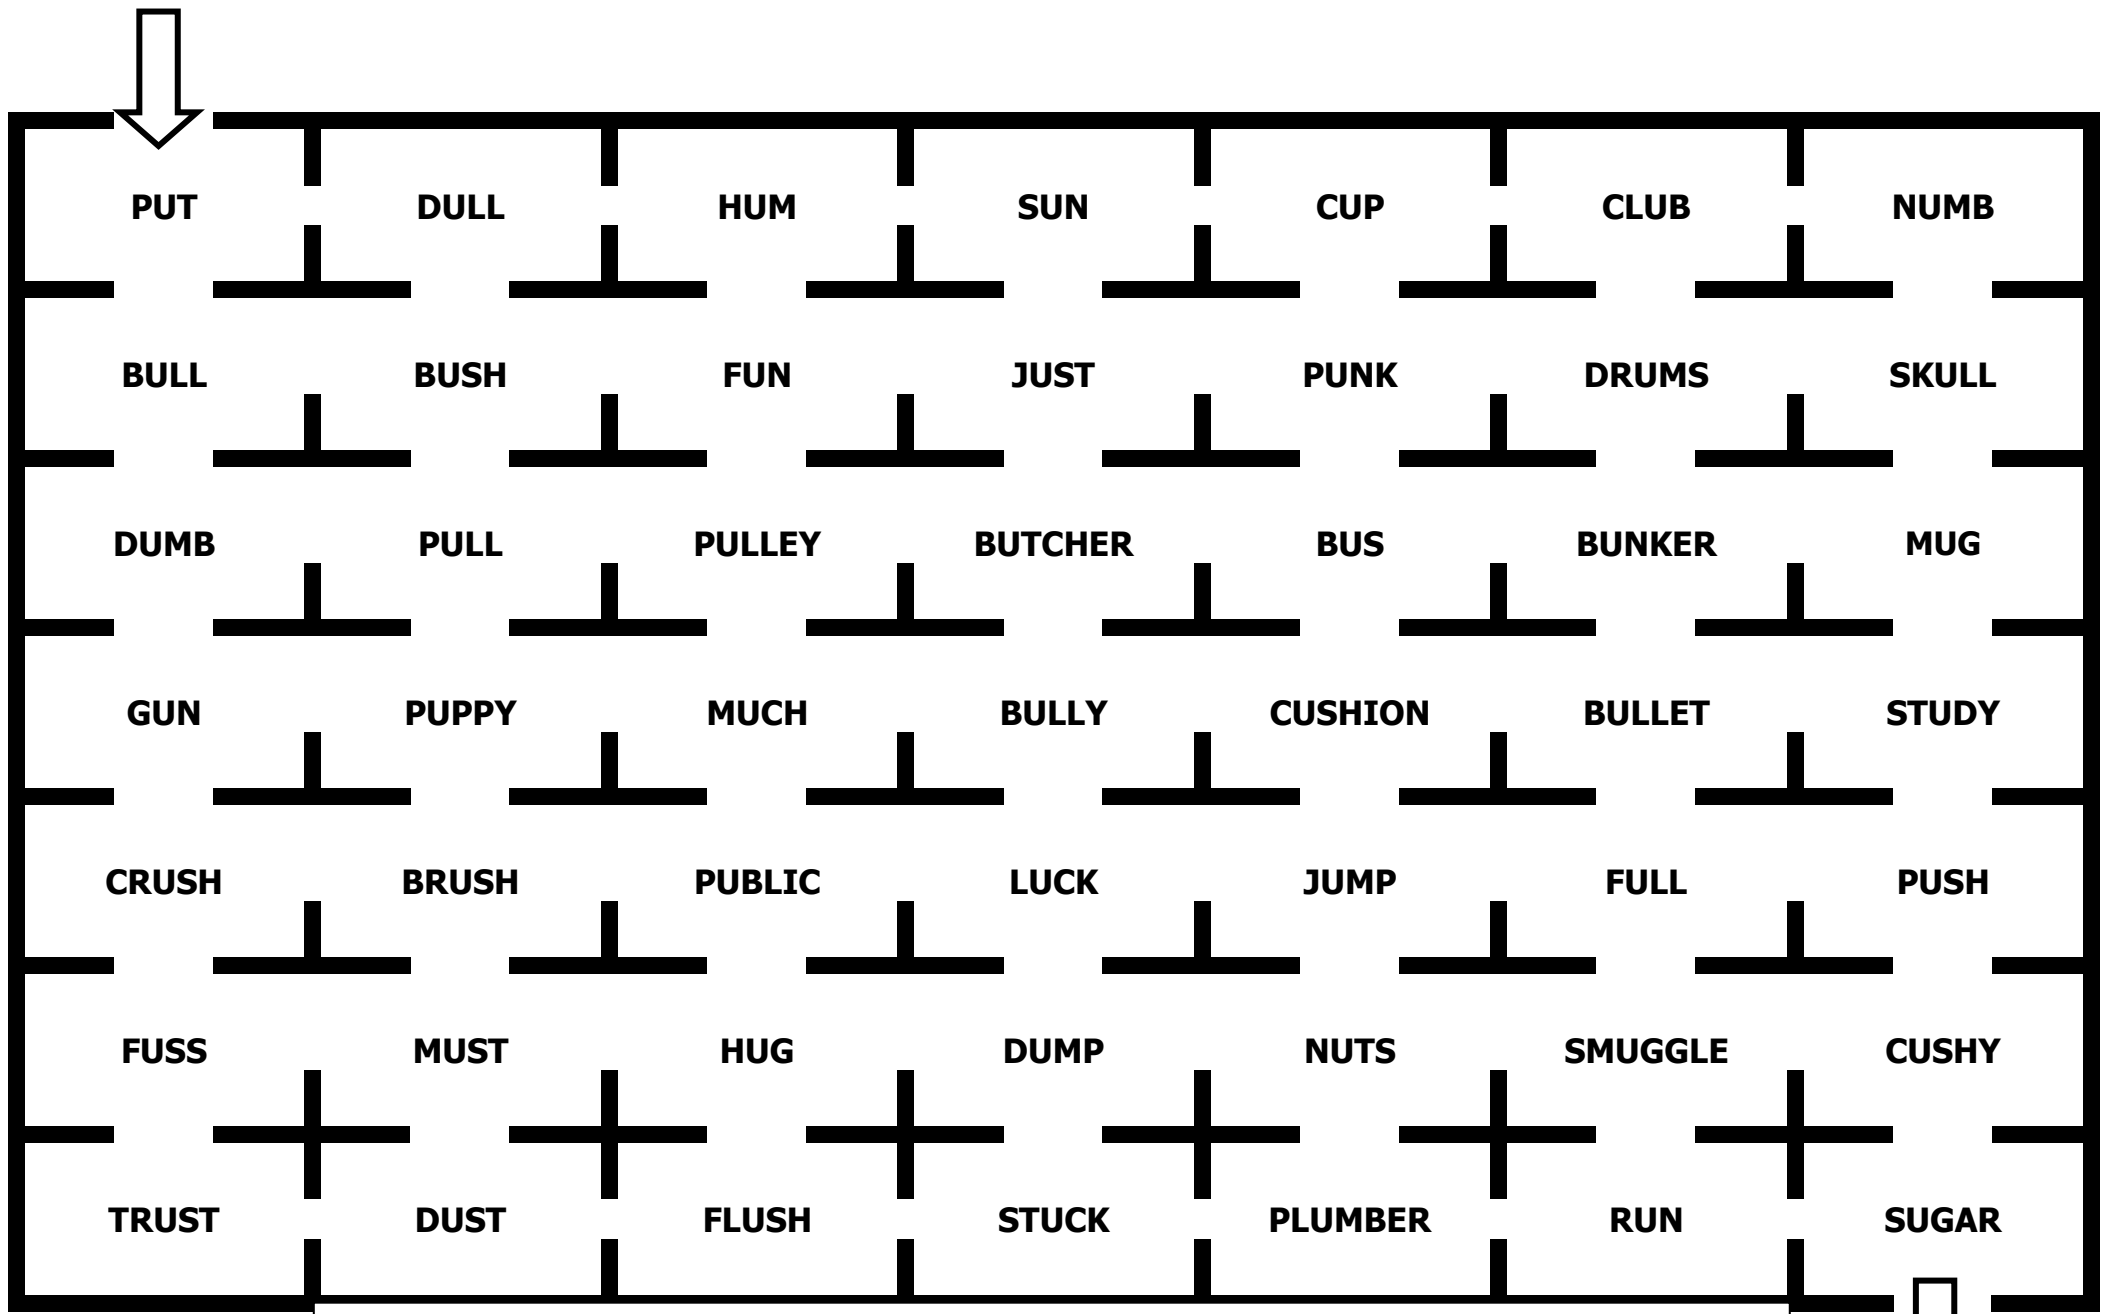 PUT DULL HUM SUN CUP CLUB NUMB
BULL BUSH FUN JUST PUNK DRUMS SKULL
DUMB PULL PULLEY BUTCHER BUS BUNKER MUG
GUN PUPPY MUCH BULLY CUSHION BULLET STUDY
CRUSH BRUSH PUBLIC LUCK JUMP FULL PUSH
FUSS MUST HUG DUMP NUTS SMUGGLE CUSHY
TRUST DUST FLUSH STUCK PLUMBER RUN SUGAR